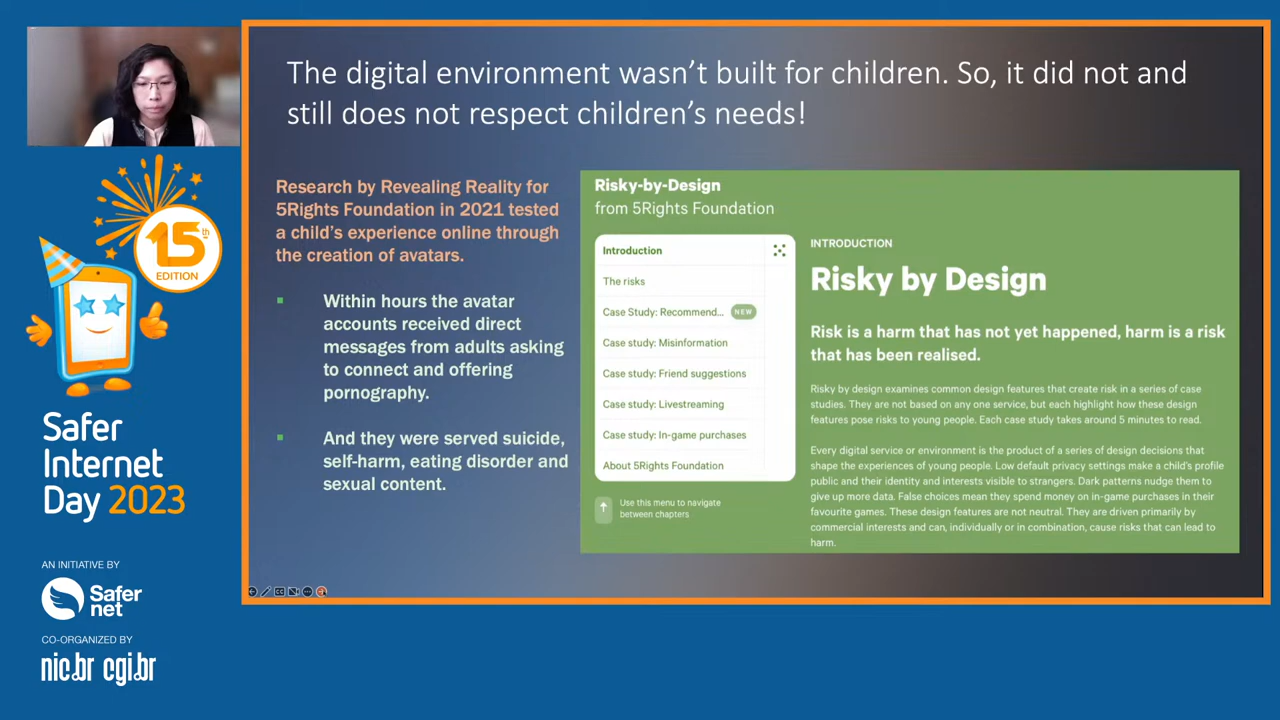 The digital environment wasn't built for children. So, it did not and
still does not respect children's needs!
Research by Revealing Reality for
5Rights Foundation in 2021 tested
a child's experience online through
the creation of avatars.
Within hours the avatar
accounts received direct
messages from adults asking
to connect and offering
pornography.
And they were served suicide,
self-harm, eating disorder and
sexual content.
Risky-by-Design
from 5Rights Foundation
Introduction
The risks
Case Study: Recommend... NEW
Case study: Misinformation
Case study: Friend suggestions
Case study: Livestreaming
Case study: In-game purchases
About 5Rights Foundation
Use this menu to navigate
between chapters
INTRODUCTION
Risky by Design
Risk is a harm that has not yet happened, harm is a risk
that has been realised.
Risky by design examines common design features that create risk in a series of case
studies. They are not based on any one service, but each highlight how these design
features pose risks to young people. Each case study takes around 5 minutes to read.
Every digital service or environment is the product of a series of design decisions that
shape the experiences of young people. Low default privacy settings make a child's profile
public and their identity and interests visible to strangers. Dark patterns nudge them to
give up more data. False choices mean they spend money on in-game purchases in their
favourite games. These design features are not neutral. They are driven primarily by
commercial interests and can, individually or in combination, cause risks that can lead to
harm.
15th
EDITION
Safer
Internet
Day 2023
AN INITIATIVE BY
Safer
net
CO-ORGANIZED BY
nic.br cgi.br